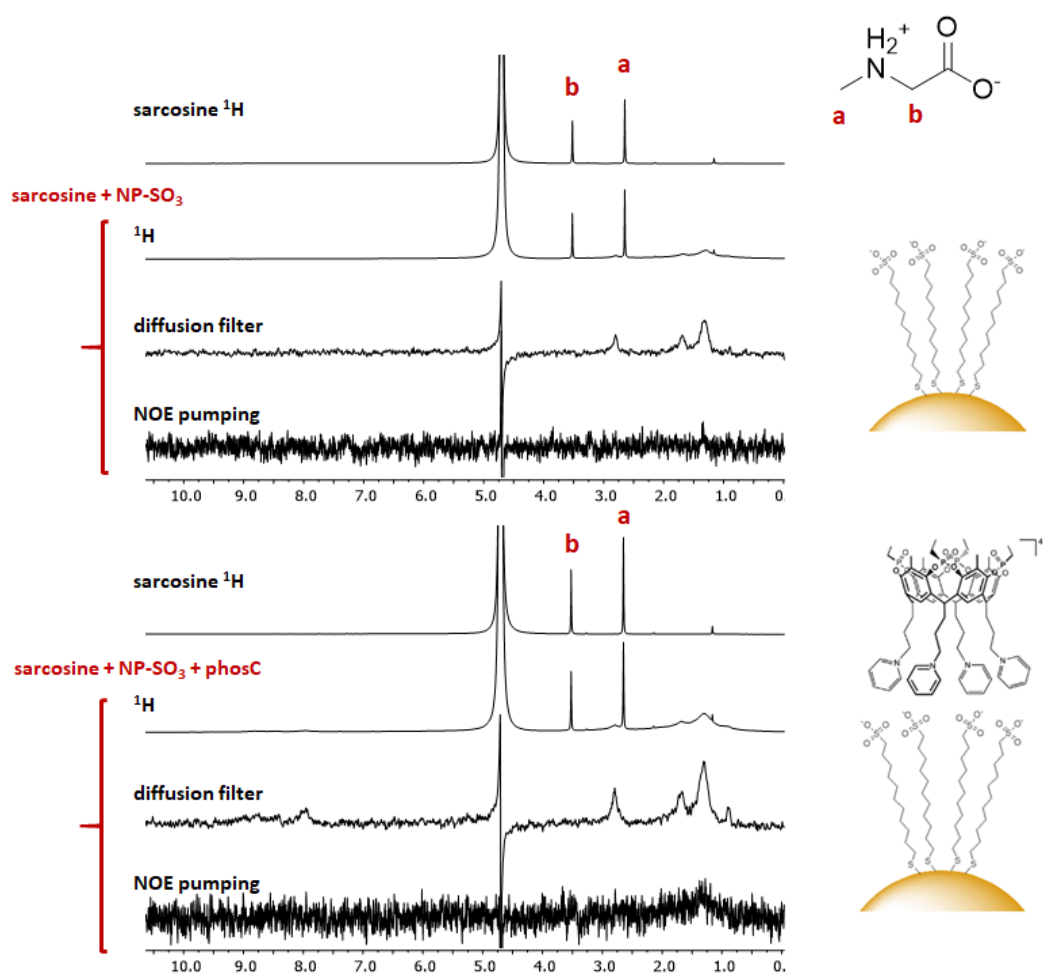 sarcosine ¹H
b
a
H₂⁺
N
O
O⁻
a
b
sarcosine + NP-SO₃
¹H
diffusion filter
NOE pumping
10.0 9.0 8.0 7.0 6.0 5.0 4.0 3.0 2.0 1.0 0.
S S S S
b
a
sarcosine ¹H
4
sarcosine + NP-SO₃ + phosC
¹H
N N N N
diffusion filter
NOE pumping
S S S S
10.0 9.0 8.0 7.0 6.0 5.0 4.0 3.0 2.0 1.0 0.